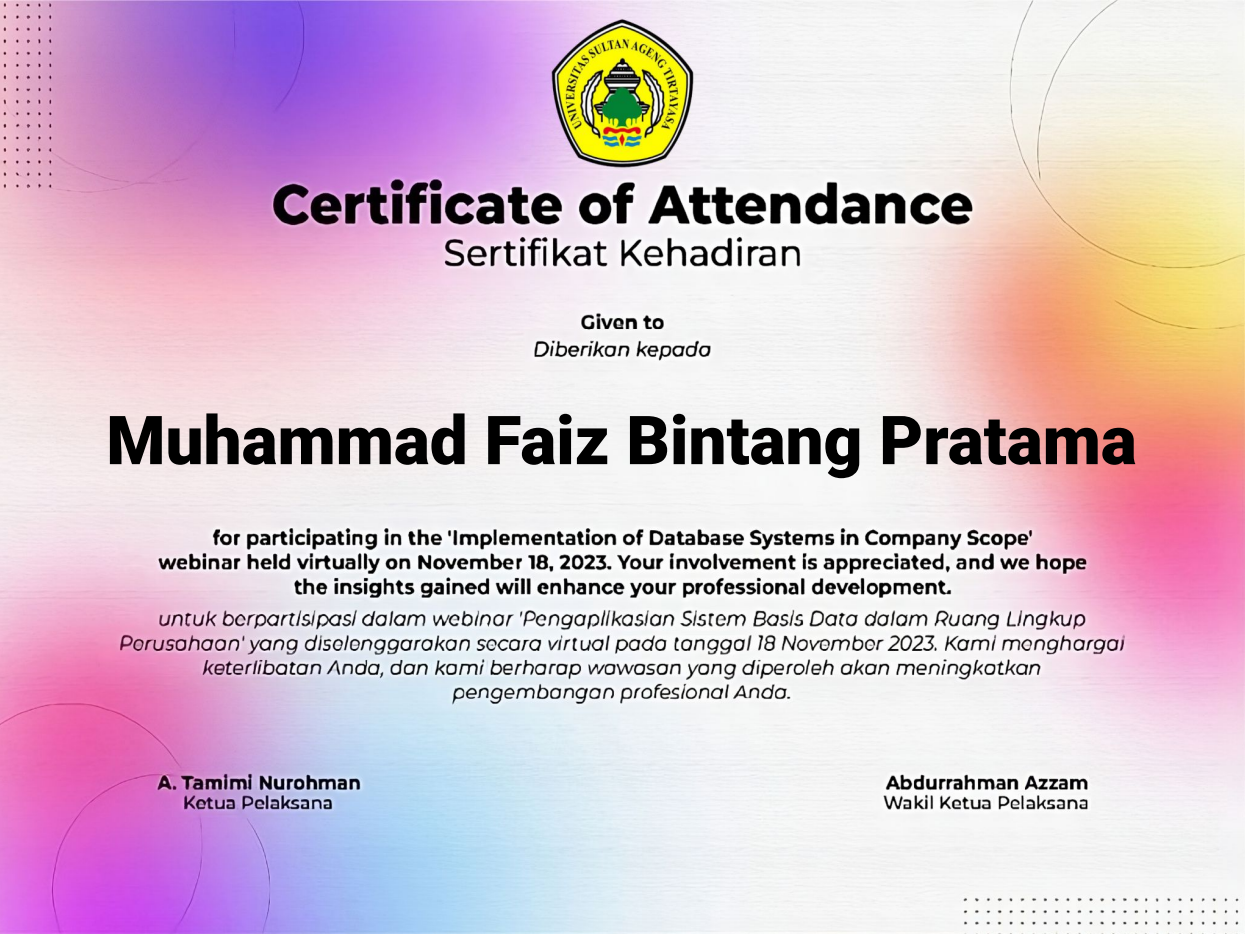 UNIVERSITAS SULTAN AGENG TIRTAYASA
Certificate of Attendance
Sertifikat Kehadiran
Given to
Diberikan kepada
Muhammad Faiz Bintang Pratama
for participating in the 'Implementation of Database Systems in Company Scope'
webinar held virtually on November 18, 2023. Your involvement is appreciated, and we hope
the insights gained will enhance your professional development.
untuk berpartisipasi dalam webinar 'Pengaplikasian Sistem Basis Data dalam Ruang Lingkup
Perusahaan' yang diselenggarakan secara virtual pada tanggal 18 November 2023. Kami menghargai
keterlibatan Anda, dan kami berharap wawasan yang diperoleh akan meningkatkan
pengembangan profesional Anda.
A. Tamimi Nurohman
Ketua Pelaksana
Abdurrahman Azzam
Wakil Ketua Pelaksana